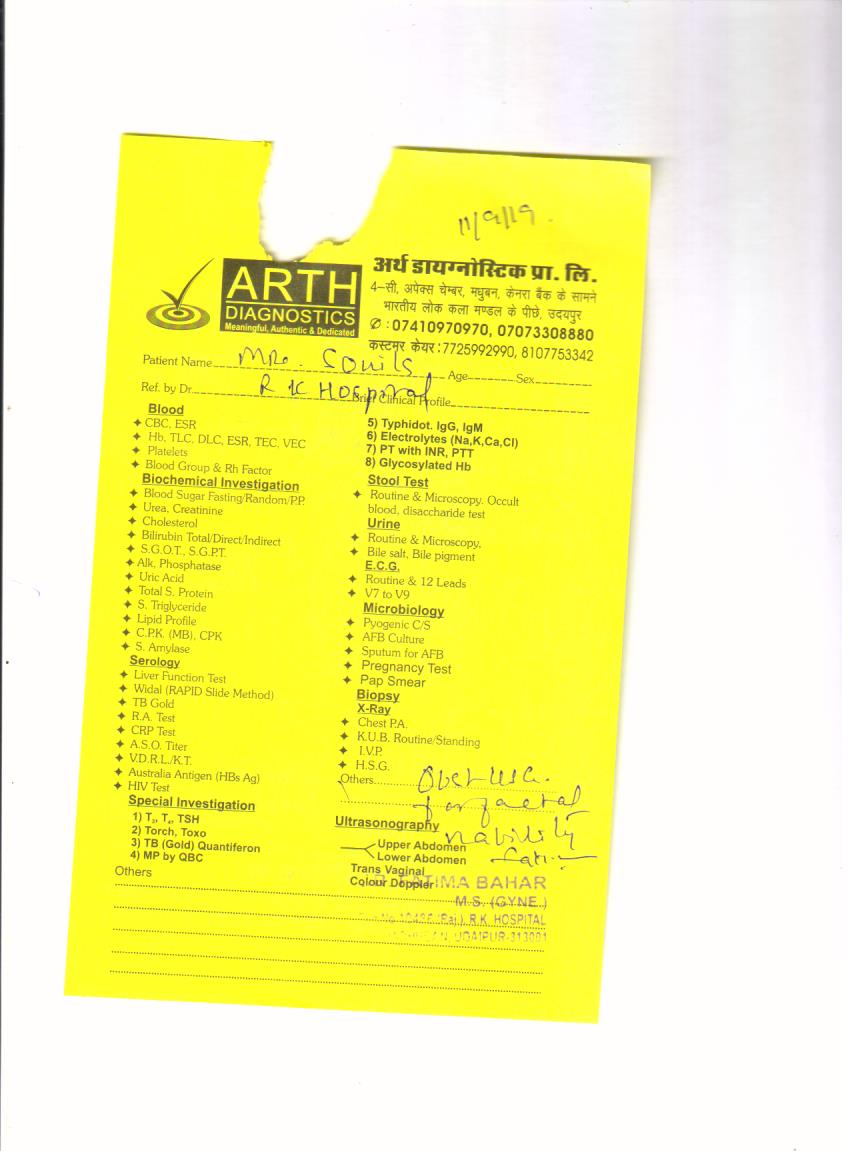 11/9/19
ARTH
DIAGNOSTICS
Meaningful, Authentic & Dedicated
अर्थ डायग्नोस्टिक प्रा. लि.
4–सी, अपेक्स चेम्बर, मधुबन, केनरा बैंक के सामने
भारतीय लोक कला मण्डल के पीछे, उदयपुर
✆ : 07410970970, 07073308880
कस्टमर केयर : 7725992990, 8107753342
Patient Name Mrs. Age Sex
Ref. by Dr. R K Hospital Brief Clinical Profile
Blood
✦ CBC, ESR
✦ Hb, TLC, DLC, ESR, TEC, VEC
✦ Platelets
✦ Blood Group & Rh Factor
Biochemical Investigation
✦ Blood Sugar Fasting/Random/P.P.
✦ Urea, Creatinine
✦ Cholesterol
✦ Bilirubin Total/Direct/Indirect
✦ S.G.O.T., S.G.P.T.
✦ Alk, Phosphatase
✦ Uric Acid
✦ Total S. Protein
✦ S. Triglyceride
✦ Lipid Profile
✦ C.P.K. (MB), CPK
✦ S. Amylase
Serology
✦ Liver Function Test
✦ Widal (RAPID Slide Method)
✦ TB Gold
✦ R.A. Test
✦ CRP Test
✦ A.S.O. Titer
✦ V.D.R.L./K.T.
✦ Australia Antigen (HBs Ag)
✦ HIV Test
Special Investigation
1) T₃, T₄, TSH
2) Torch, Toxo
3) TB (Gold) Quantiferon
4) MP by QBC
Others
5) Typhidot. IgG, IgM
6) Electrolytes (Na,K,Ca,Cl)
7) PT with INR, PTT
8) Glycosylated Hb
Stool Test
✦ Routine & Microscopy. Occult
blood, disaccharide test
Urine
✦ Routine & Microscopy,
✦ Bile salt, Bile pigment
E.C.G.
✦ Routine & 12 Leads
✦ V7 to V9
Microbiology
✦ Pyogenic C/S
✦ AFB Culture
✦ Sputum for AFB
✦ Pregnancy Test
✦ Pap Smear
Biopsy
X-Ray
✦ Chest P.A.
✦ K.U.B. Routine/Standing
✦ I.V.P.
✦ H.S.G.
Others Obst USG.
for faetal
viability
Ultrasonography
Upper Abdomen
Lower Abdomen
Trans Vaginal
Colour Doppler
FATIMA BAHAR
M.S. (GYNE.)
(Raj.), R.K. HOSPITAL
UDAIPUR-313001